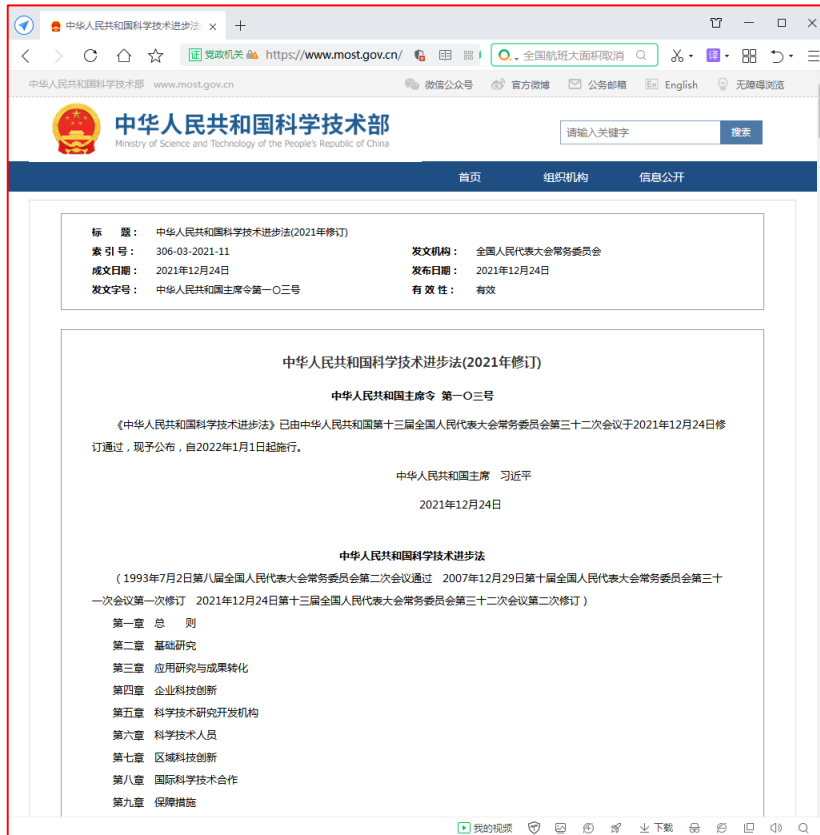 中华人民共和国科学技术进步法
证 党政机关 https://www.most.gov.cn/ 全国航班大面积取消 译
中华人民共和国科学技术部 www.most.gov.cn 微信公众号 官方微博 公务邮箱 En English 无障碍浏览
中华人民共和国科学技术部
Ministry of Science and Technology of the People's Republic of China
请输入关键字 搜索
首页 组织机构 信息公开
标 题： 中华人民共和国科学技术进步法(2021年修订)
索 引 号： 306-03-2021-11 发文机构： 全国人民代表大会常务委员会
成文日期： 2021年12月24日 发布日期： 2021年12月24日
发文字号： 中华人民共和国主席令第一〇三号 有 效 性： 有效
中华人民共和国科学技术进步法(2021年修订)
中华人民共和国主席令 第一〇三号
《中华人民共和国科学技术进步法》已由中华人民共和国第十三届全国人民代表大会常务委员会第三十二次会议于2021年12月24日修
订通过，现予公布，自2022年1月1日起施行。
中华人民共和国主席 习近平
2021年12月24日
中华人民共和国科学技术进步法
（1993年7月2日第八届全国人民代表大会常务委员会第二次会议通过 2007年12月29日第十届全国人民代表大会常务委员会第三十
一次会议第一次修订 2021年12月24日第十三届全国人民代表大会常务委员会第三十二次会议第二次修订）
第一章 总 则
第二章 基础研究
第三章 应用研究与成果转化
第四章 企业科技创新
第五章 科学技术研究开发机构
第六章 科学技术人员
第七章 区域科技创新
第八章 国际科学技术合作
第九章 保障措施
我的视频 下载